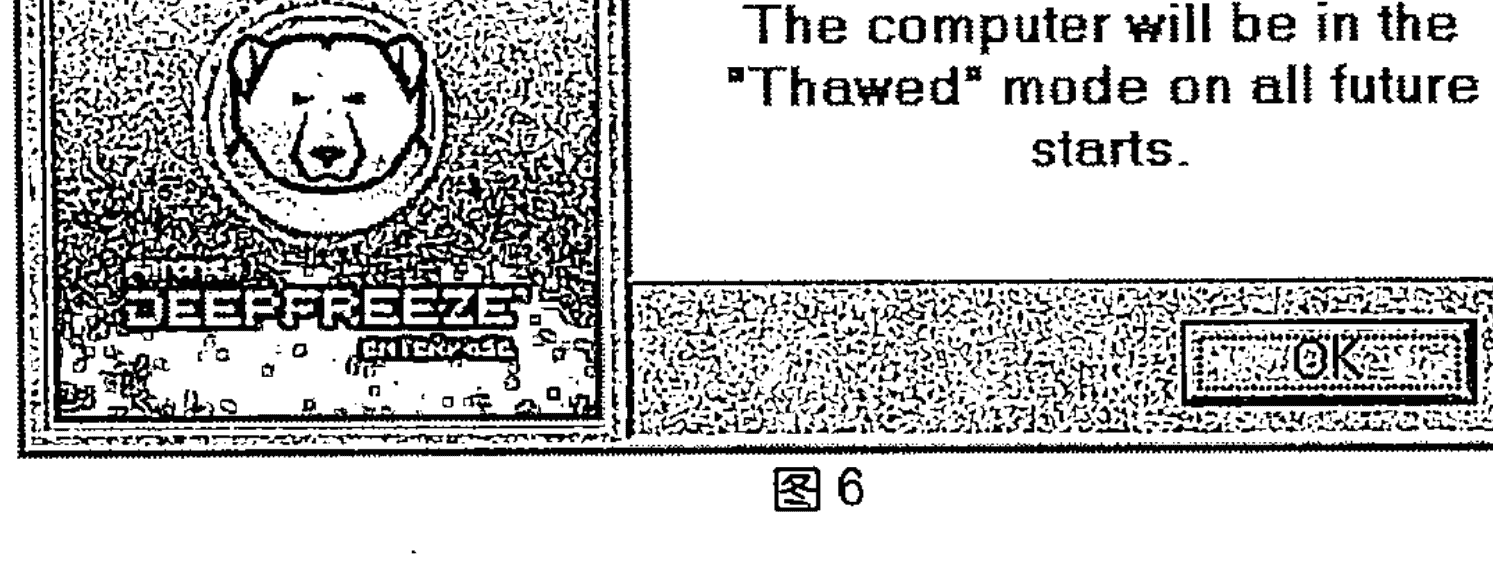 The computer will be in the
"Thawed" mode on all future
starts.
DEEPFREEZE
OK
图 6